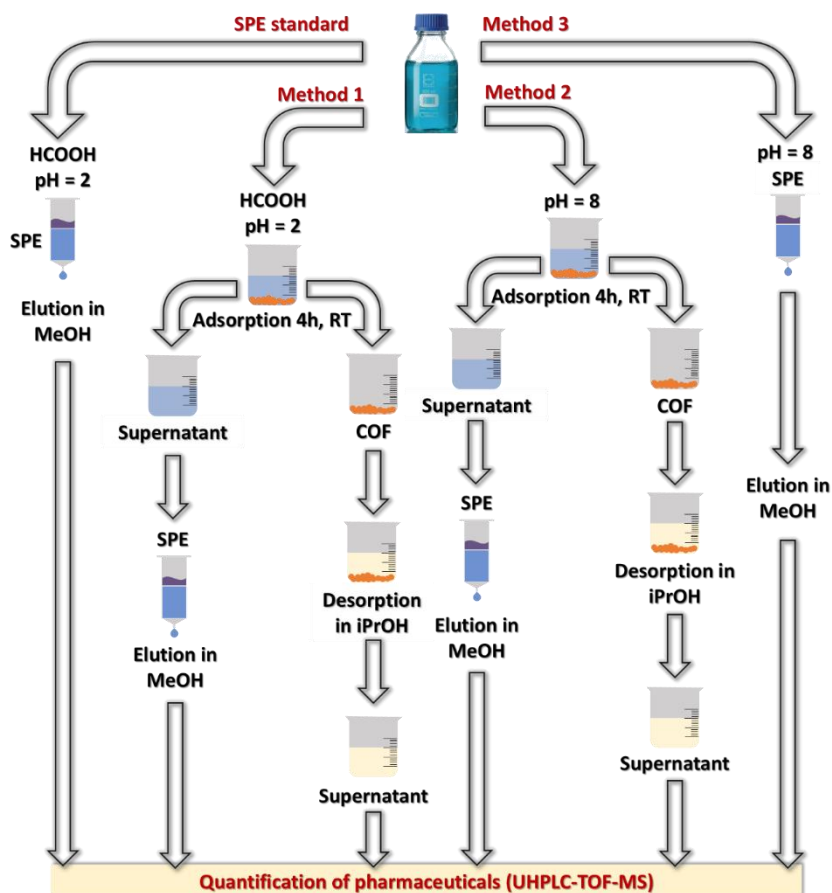 SPE standard
Method 3
Method 1
Method 2
HCOOH
pH = 2
SPE
Elution in
MeOH
HCOOH
pH = 2
Adsorption 4h, RT
Supernatant
SPE
Elution in
MeOH
COF
Desorption
in iPrOH
Supernatant
pH = 8
Adsorption 4h, RT
Supernatant
SPE
Elution in
MeOH
COF
Desorption in
iPrOH
Supernatant
pH = 8
SPE
Elution in
MeOH
Quantification of pharmaceuticals (UHPLC-TOF-MS)